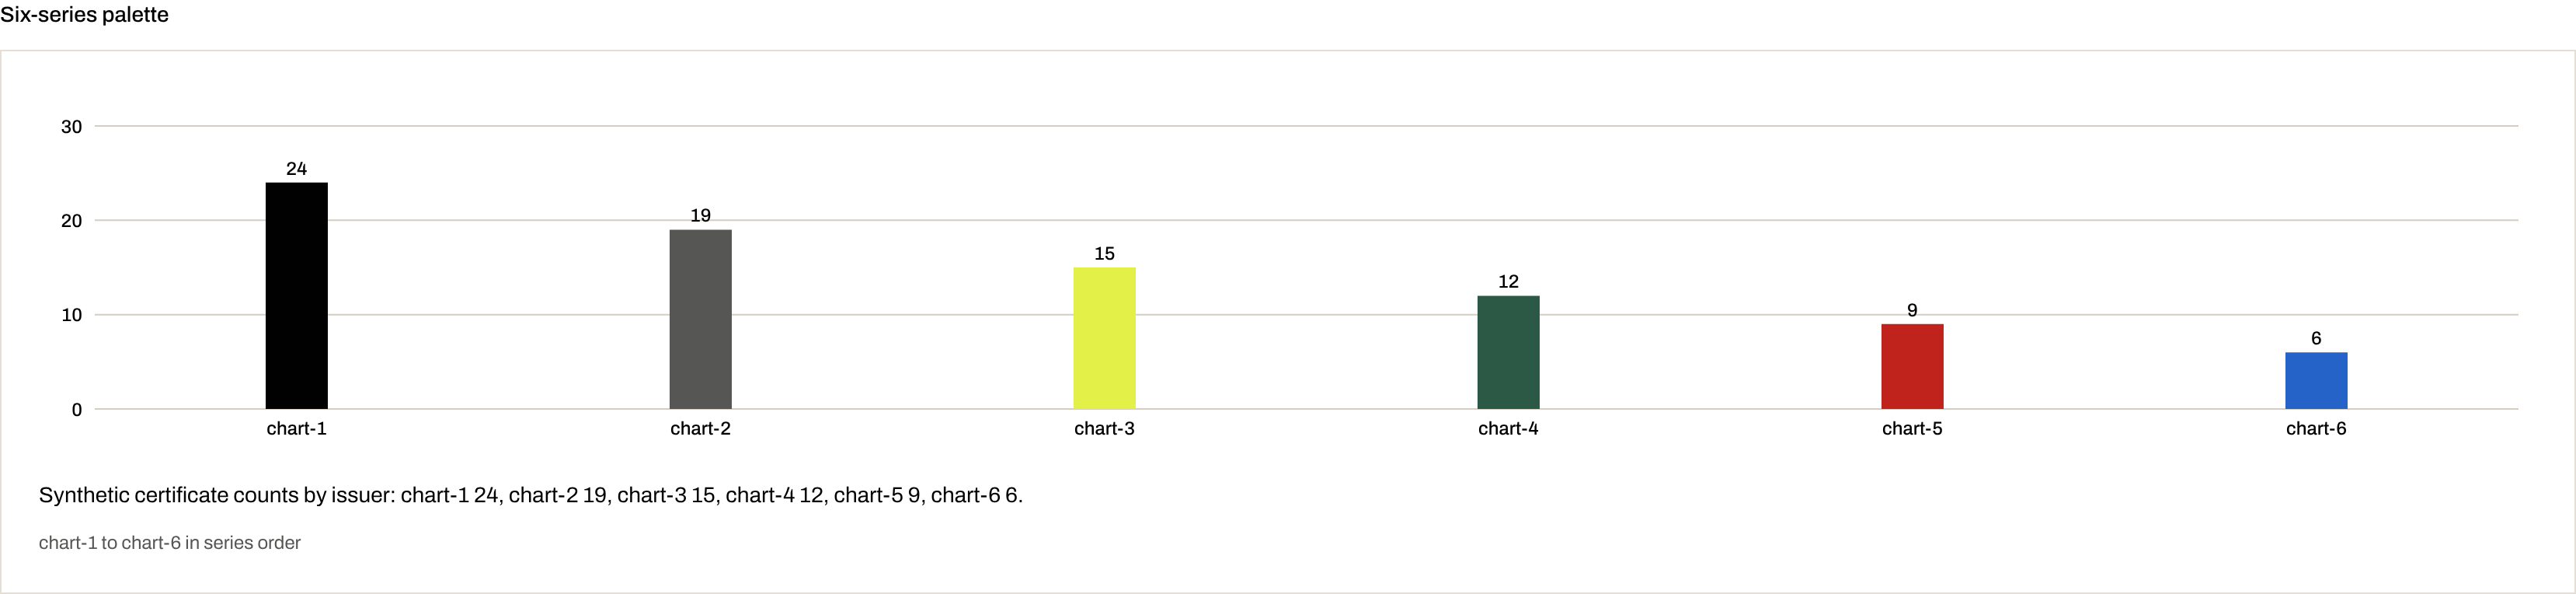 Six-series palette
30
24
20
19
15
12
10
9
6
0
chart-1 chart-2 chart-3 chart-4 chart-5 chart-6
Synthetic certificate counts by issuer: chart-1 24, chart-2 19, chart-3 15, chart-4 12, chart-5 9, chart-6 6.
chart-1 to chart-6 in series order